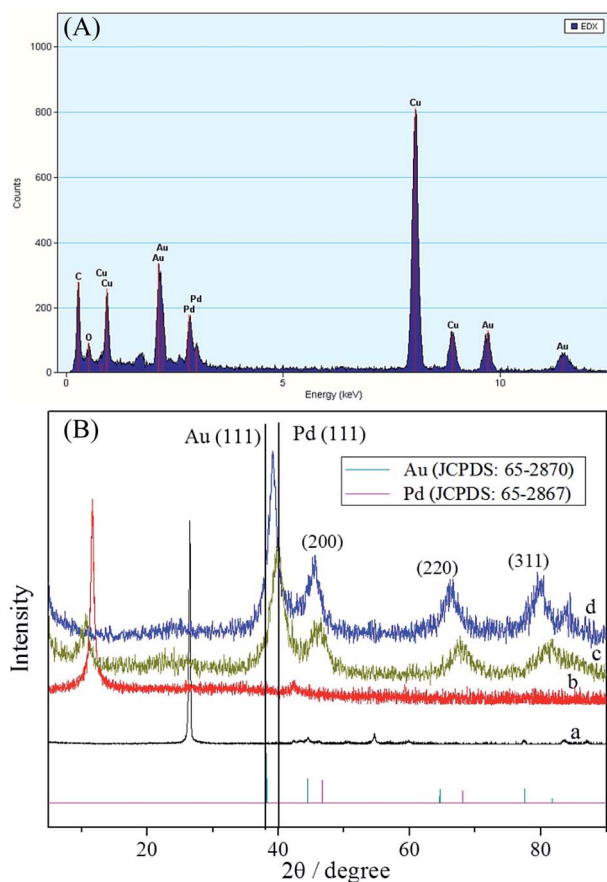 (A)
EDX
1000
800
600
400
200
0
Counts
C
O
Cu
Cu
Au
Au
Pd
Pd
Cu
Cu
Au
Au
0
5
10
Energy (keV)
(B)
Au (111)
Pd (111)
Au (JCPDS: 65-2870)
Pd (JCPDS: 65-2867)
(200)
(220)
(311)
d
c
b
a
Intensity
20
40
60
80
2θ / degree